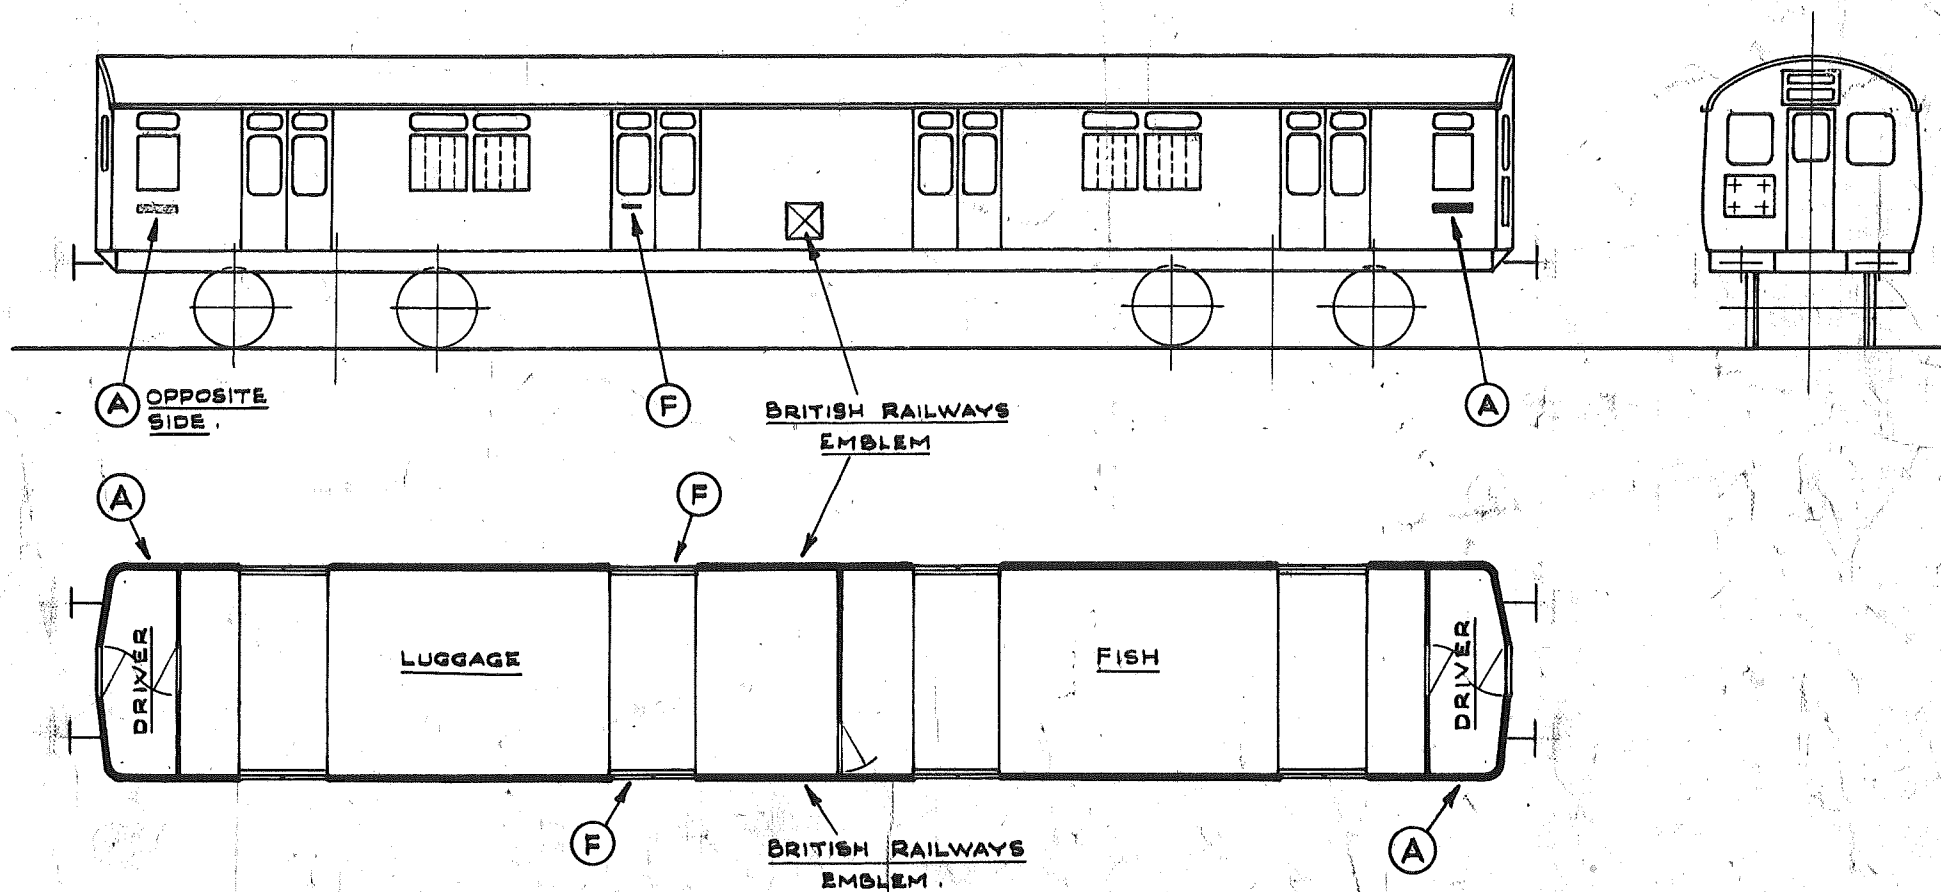 A OPPOSITE
SIDE.
F
BRITISH RAILWAYS
EMBLEM
A
A
F
DRIVER
LUGGAGE
FISH
DRIVER
F
BRITISH RAILWAYS
EMBLEM.
A